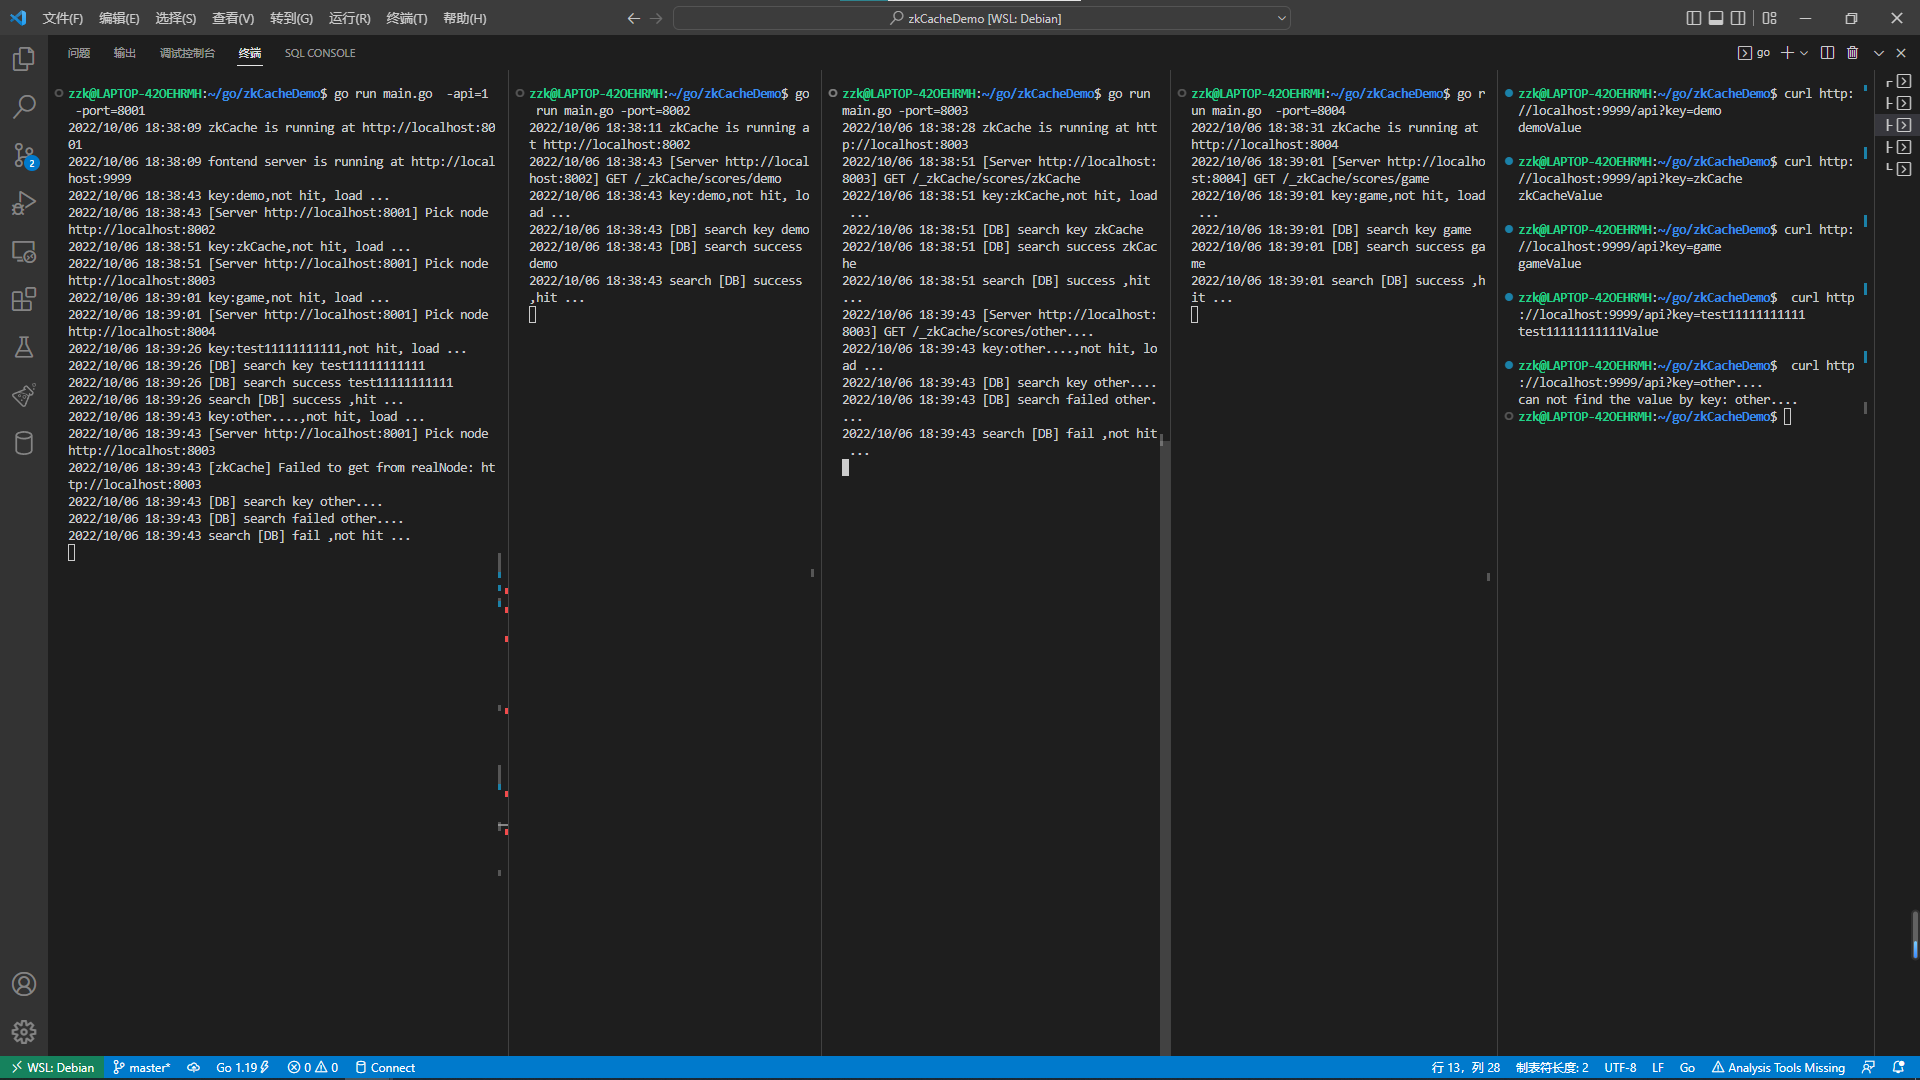 文件(F) 编辑(E) 选择(S) 查看(V) 转到(G) 运行(R) 终端(T) 帮助(H)
zkCacheDemo [WSL: Debian]
问题 输出 调试控制台 终端 SQL CONSOLE
go
zzk@LAPTOP-42OEHRMH:~/go/zkCacheDemo$ go run main.go  -api=1
 -port=8001
2022/10/06 18:38:09 zkCache is running at http://localhost:80
01
2022/10/06 18:38:09 fontend server is running at http://local
host:9999
2022/10/06 18:38:43 key:demo,not hit, load ...
2022/10/06 18:38:43 [Server http://localhost:8001] Pick node
http://localhost:8002
2022/10/06 18:38:51 key:zkCache,not hit, load ...
2022/10/06 18:38:51 [Server http://localhost:8001] Pick node
http://localhost:8003
2022/10/06 18:39:01 key:game,not hit, load ...
2022/10/06 18:39:01 [Server http://localhost:8001] Pick node
http://localhost:8004
2022/10/06 18:39:26 key:test11111111111,not hit, load ...
2022/10/06 18:39:26 [DB] search key test11111111111
2022/10/06 18:39:26 [DB] search success test11111111111
2022/10/06 18:39:26 search [DB] success ,hit ...
2022/10/06 18:39:43 key:other....,not hit, load ...
2022/10/06 18:39:43 [Server http://localhost:8001] Pick node
http://localhost:8003
2022/10/06 18:39:43 [zkCache] Failed to get from realNode: ht
tp://localhost:8003
2022/10/06 18:39:43 [DB] search key other....
2022/10/06 18:39:43 [DB] search failed other....
2022/10/06 18:39:43 search [DB] fail ,not hit ...
zzk@LAPTOP-42OEHRMH:~/go/zkCacheDemo$ go
 run main.go -port=8002
2022/10/06 18:38:11 zkCache is running a
t http://localhost:8002
2022/10/06 18:38:43 [Server http://local
host:8002] GET /_zkCache/scores/demo
2022/10/06 18:38:43 key:demo,not hit, lo
ad ...
2022/10/06 18:38:43 [DB] search key demo
2022/10/06 18:38:43 [DB] search success
demo
2022/10/06 18:38:43 search [DB] success
,hit ...
zzk@LAPTOP-42OEHRMH:~/go/zkCacheDemo$ go run
main.go -port=8003
2022/10/06 18:38:28 zkCache is running at htt
p://localhost:8003
2022/10/06 18:38:51 [Server http://localhost:
8003] GET /_zkCache/scores/zkCache
2022/10/06 18:38:51 key:zkCache,not hit, load
 ...
2022/10/06 18:38:51 [DB] search key zkCache
2022/10/06 18:38:51 [DB] search success zkCac
he
2022/10/06 18:38:51 search [DB] success ,hit
...
2022/10/06 18:39:43 [Server http://localhost:
8003] GET /_zkCache/scores/other....
2022/10/06 18:39:43 key:other....,not hit, lo
ad ...
2022/10/06 18:39:43 [DB] search key other....
2022/10/06 18:39:43 [DB] search failed other.
...
2022/10/06 18:39:43 search [DB] fail ,not hit
 ...
zzk@LAPTOP-42OEHRMH:~/go/zkCacheDemo$ go r
un main.go  -port=8004
2022/10/06 18:38:31 zkCache is running at
http://localhost:8004
2022/10/06 18:39:01 [Server http://localho
st:8004] GET /_zkCache/scores/game
2022/10/06 18:39:01 key:game,not hit, load
 ...
2022/10/06 18:39:01 [DB] search key game
2022/10/06 18:39:01 [DB] search success ga
me
2022/10/06 18:39:01 search [DB] success ,h
it ...
zzk@LAPTOP-42OEHRMH:~/go/zkCacheDemo$ curl http:
//localhost:9999/api?key=demo
demoValue
zzk@LAPTOP-42OEHRMH:~/go/zkCacheDemo$ curl http:
//localhost:9999/api?key=zkCache
zkCacheValue
zzk@LAPTOP-42OEHRMH:~/go/zkCacheDemo$ curl http:
//localhost:9999/api?key=game
gameValue
zzk@LAPTOP-42OEHRMH:~/go/zkCacheDemo$  curl http
://localhost:9999/api?key=test11111111111
test11111111111Value
zzk@LAPTOP-42OEHRMH:~/go/zkCacheDemo$  curl http
://localhost:9999/api?key=other....
can not find the value by key: other....
zzk@LAPTOP-42OEHRMH:~/go/zkCacheDemo$
2
WSL: Debian master* Go 1.19 0 0 Connect 行 13，列 28 制表符长度: 2 UTF-8 LF Go Analysis Tools Missing